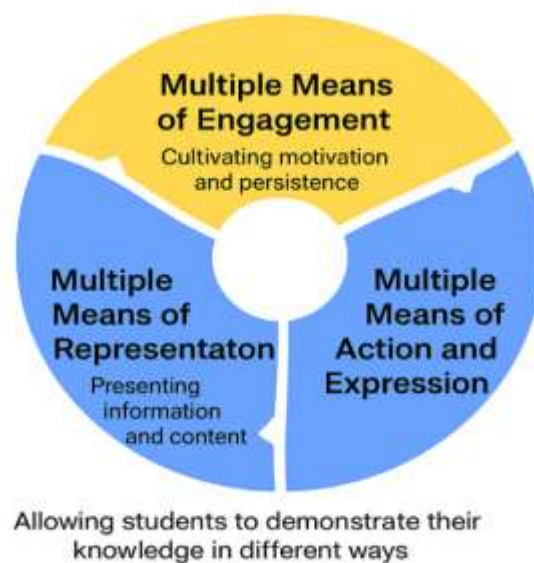 Multiple Means
of Engagement
Cultivating motivation
and persistence
Multiple
Means of
Representaton
Presenting
information
and content
Multiple
Means of
Action and
Expression
Allowing students to demonstrate their
knowledge in different ways